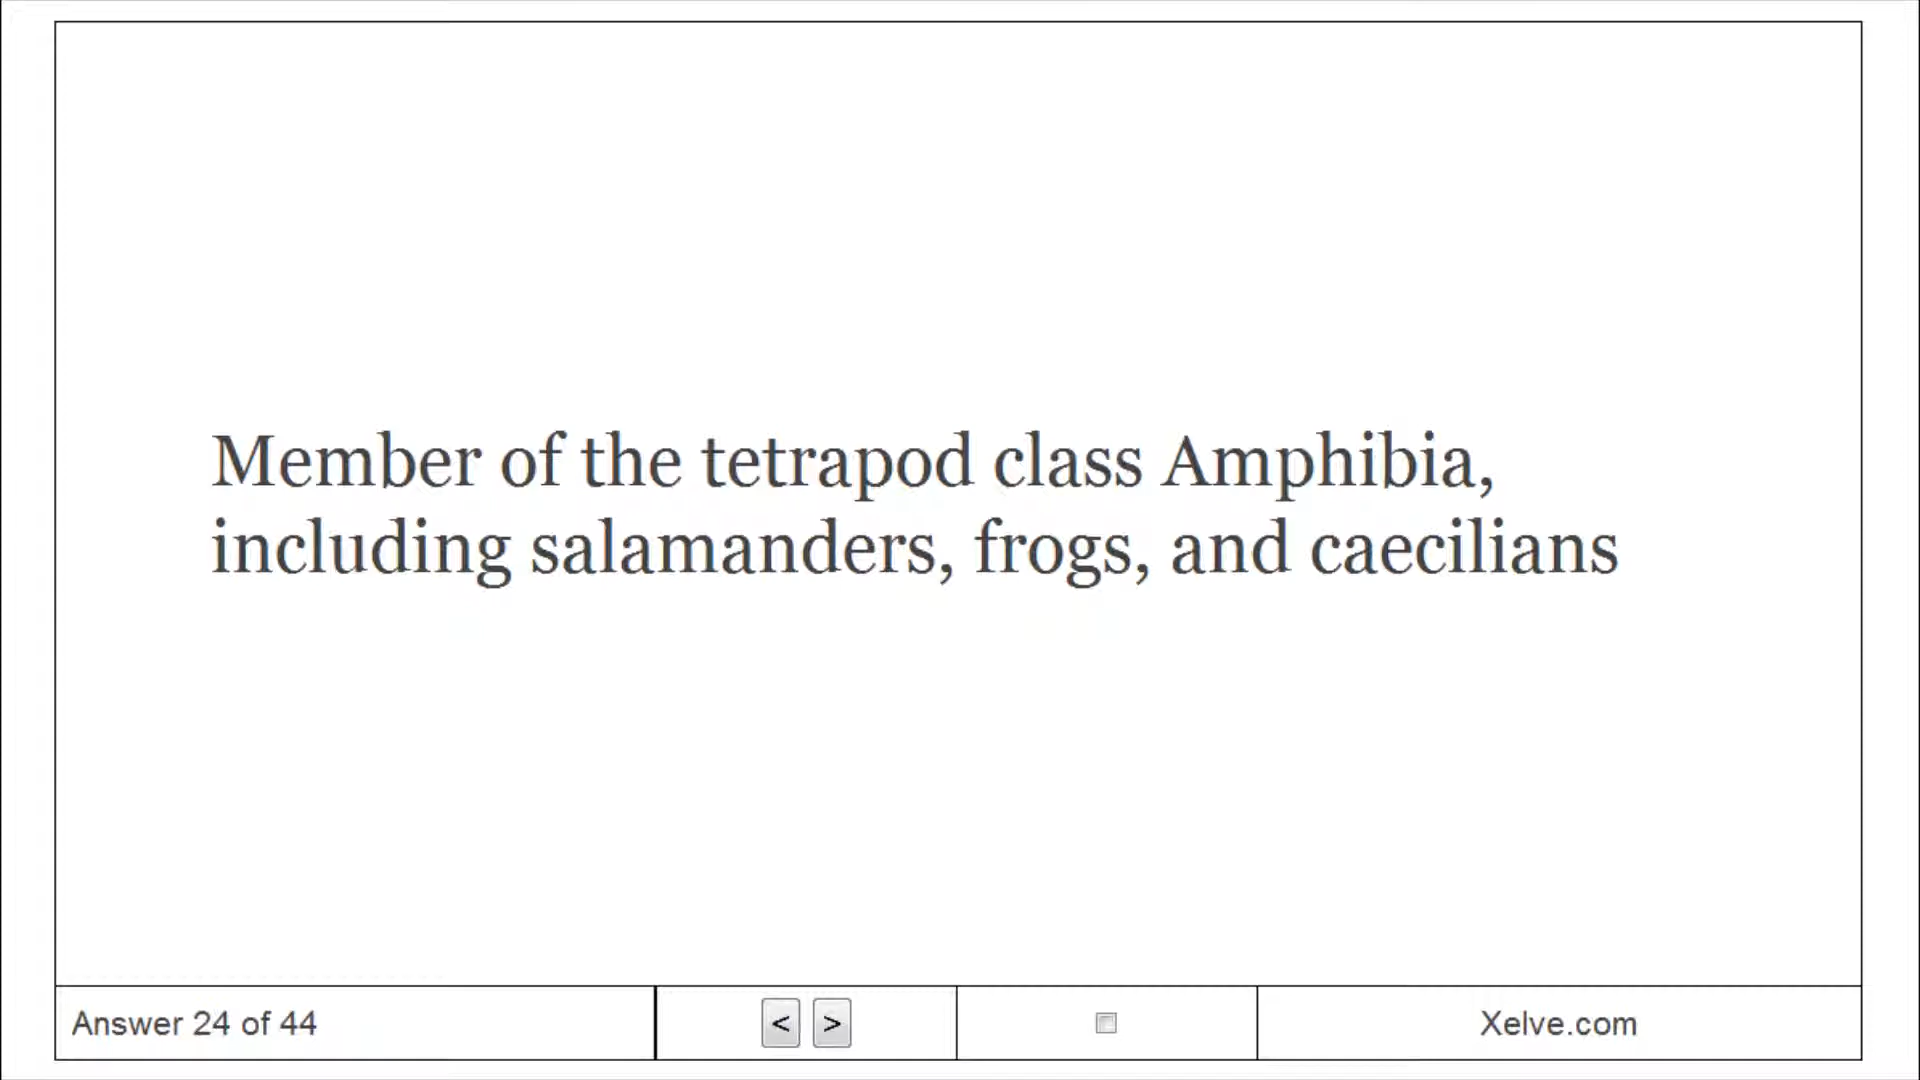 Member of the tetrapod class Amphibia,
including salamanders, frogs, and caecilians
Answer 24 of 44
< >
Xelve.com